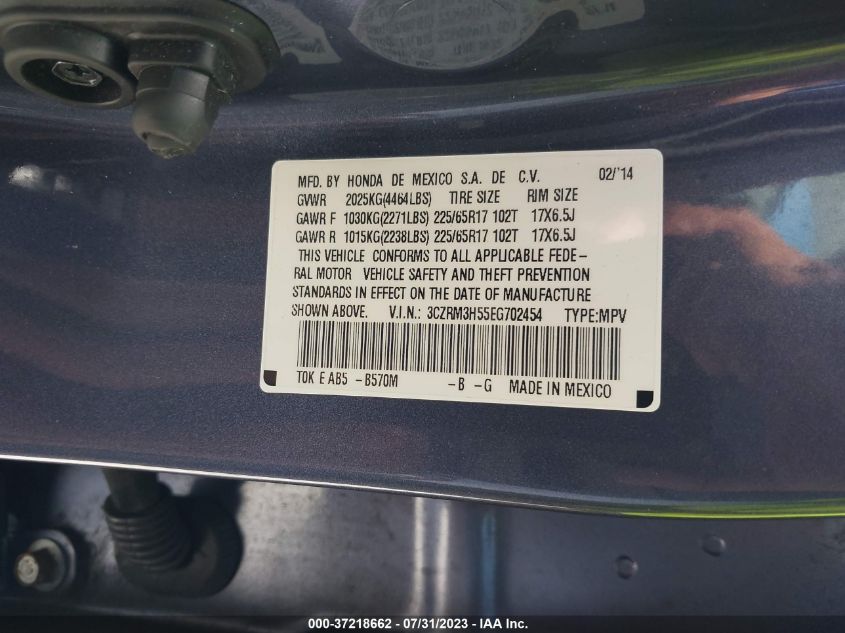 MFD. BY HONDA DE MEXICO S.A. DE C.V. 02/'14
GVWR 2025KG(4464LBS) TIRE SIZE RIM SIZE
GAWR F 1030KG(2271LBS) 225/65R17 102T 17X6.5J
GAWR R 1015KG(2238LBS) 225/65R17 102T 17X6.5J
THIS VEHICLE CONFORMS TO ALL APPLICABLE FEDE-
RAL MOTOR VEHICLE SAFETY AND THEFT PREVENTION
STANDARDS IN EFFECT ON THE DATE OF MANUFACTURE
SHOWN ABOVE. V.I.N.: 3CZRM3H55EG702454 TYPE:MPV
TOK E AB5 -B570M -B -G MADE IN MEXICO
000-37218662 - 07/31/2023 - IAA Inc.